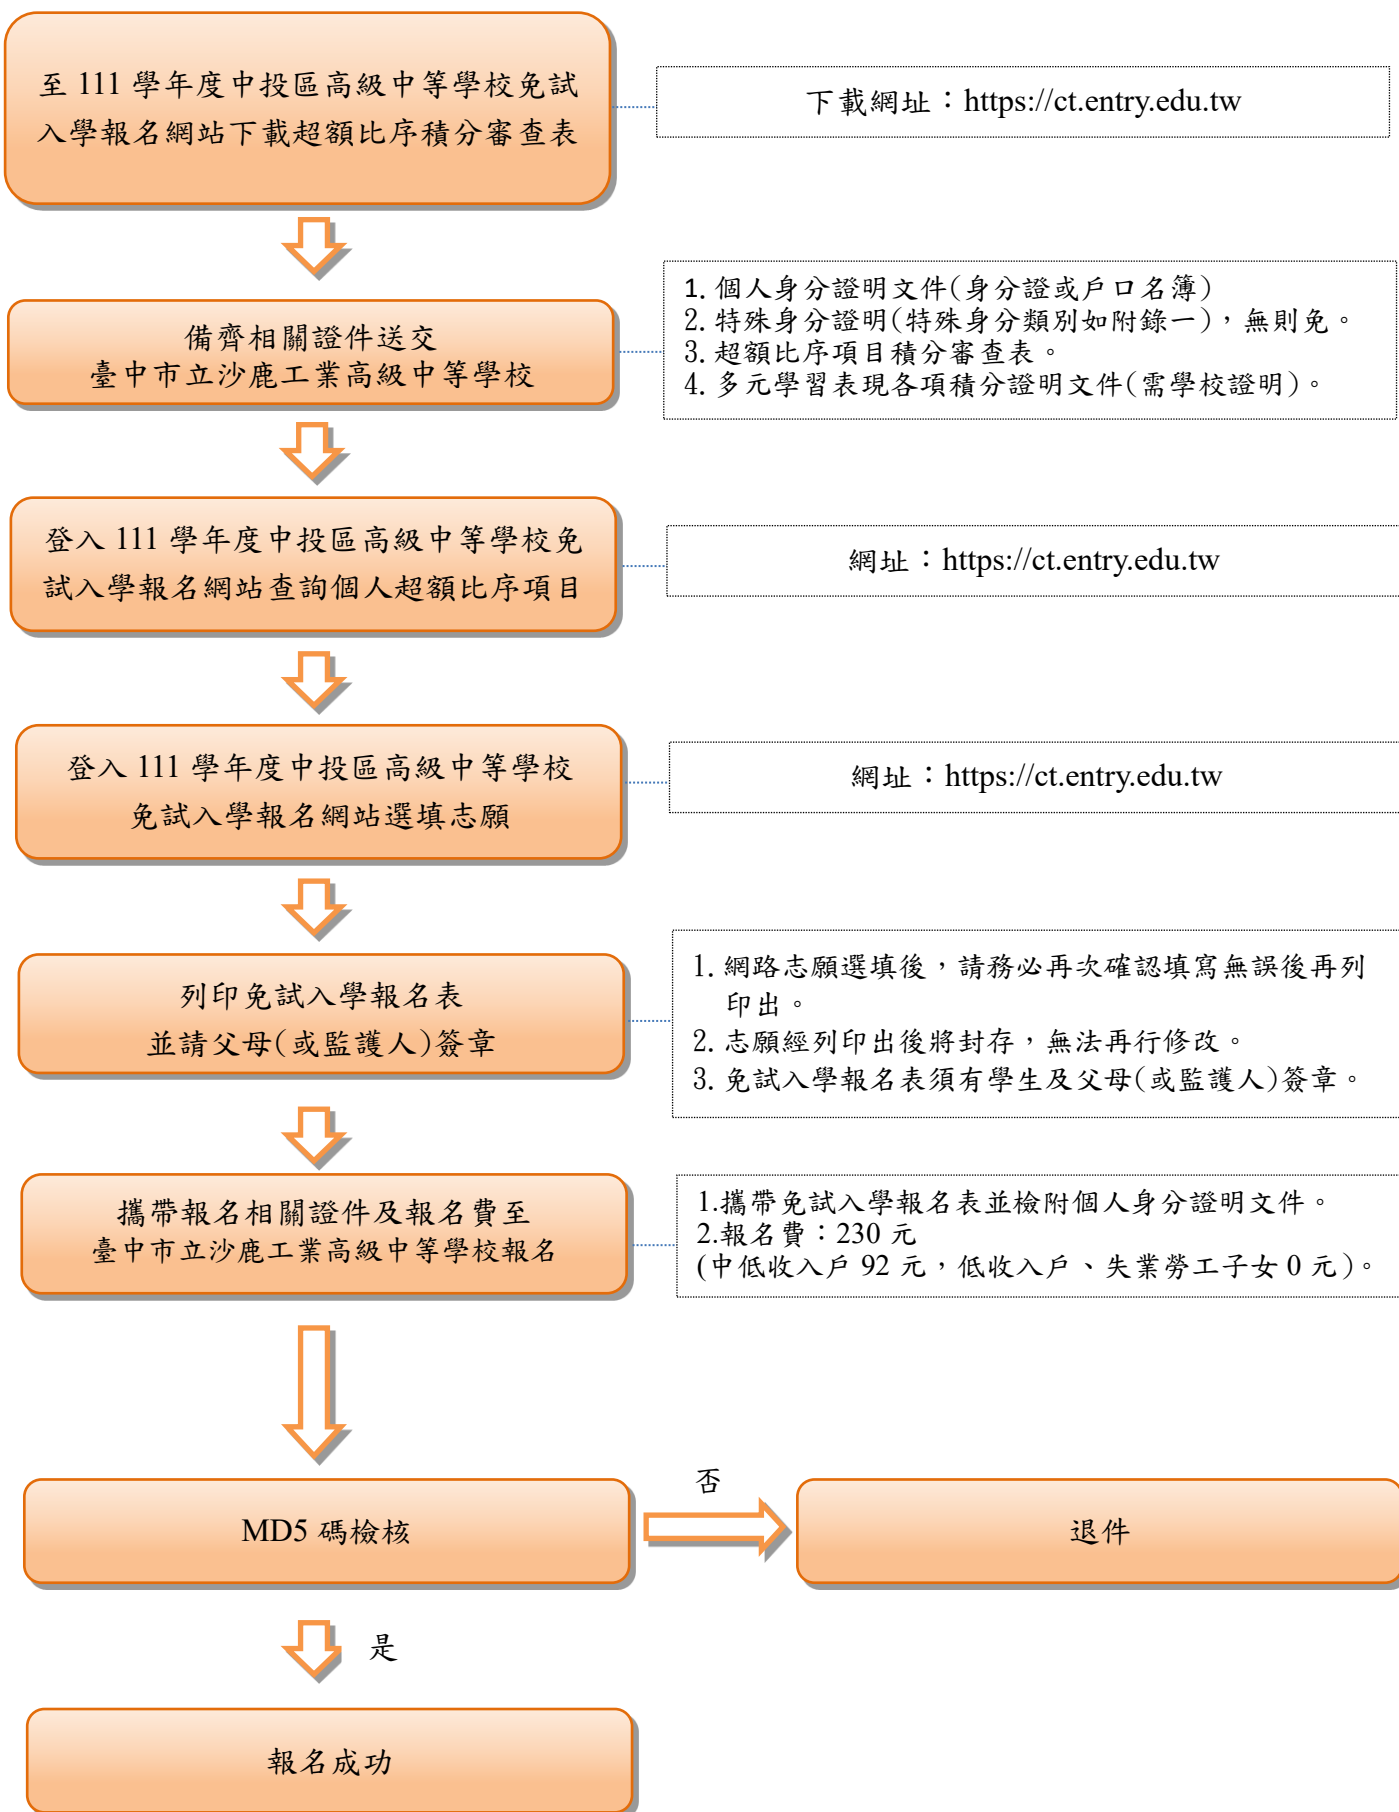 至 111 學年度中投區高級中等學校免試
入學報名網站下載超額比序積分審查表
下載網址：https://ct.entry.edu.tw
備齊相關證件送交
臺中市立沙鹿工業高級中等學校
1. 個人身分證明文件(身分證或戶口名簿)
2. 特殊身分證明(特殊身分類別如附錄一)，無則免。
3. 超額比序項目積分審查表。
4. 多元學習表現各項積分證明文件(需學校證明)。
登入 111 學年度中投區高級中等學校免
試入學報名網站查詢個人超額比序項目
網址：https://ct.entry.edu.tw
登入 111 學年度中投區高級中等學校
免試入學報名網站選填志願
網址：https://ct.entry.edu.tw
列印免試入學報名表
並請父母(或監護人)簽章
1. 網路志願選填後，請務必再次確認填寫無誤後再列
印出。
2. 志願經列印出後將封存，無法再行修改。
3. 免試入學報名表須有學生及父母(或監護人)簽章。
攜帶報名相關證件及報名費至
臺中市立沙鹿工業高級中等學校報名
1.攜帶免試入學報名表並檢附個人身分證明文件。
2.報名費：230 元
(中低收入戶 92 元，低收入戶、失業勞工子女 0 元)。
MD5 碼檢核
否
退件
是
報名成功